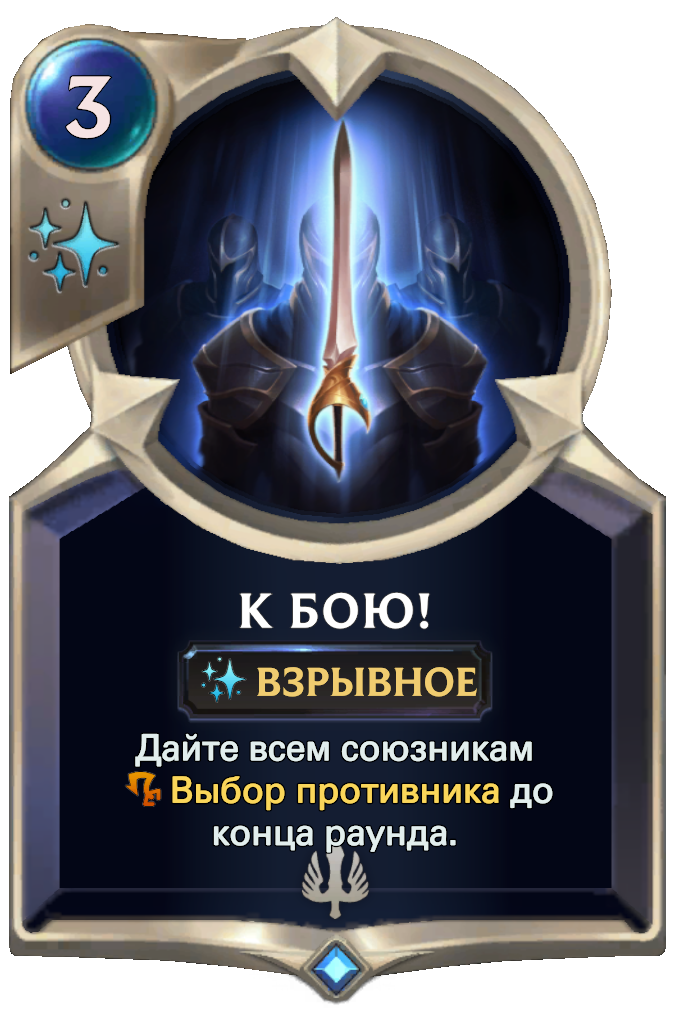 3
К БОЮ!
ВЗРЫВНОЕ
Дайте всем союзникам
Выбор противника до
конца раунда.